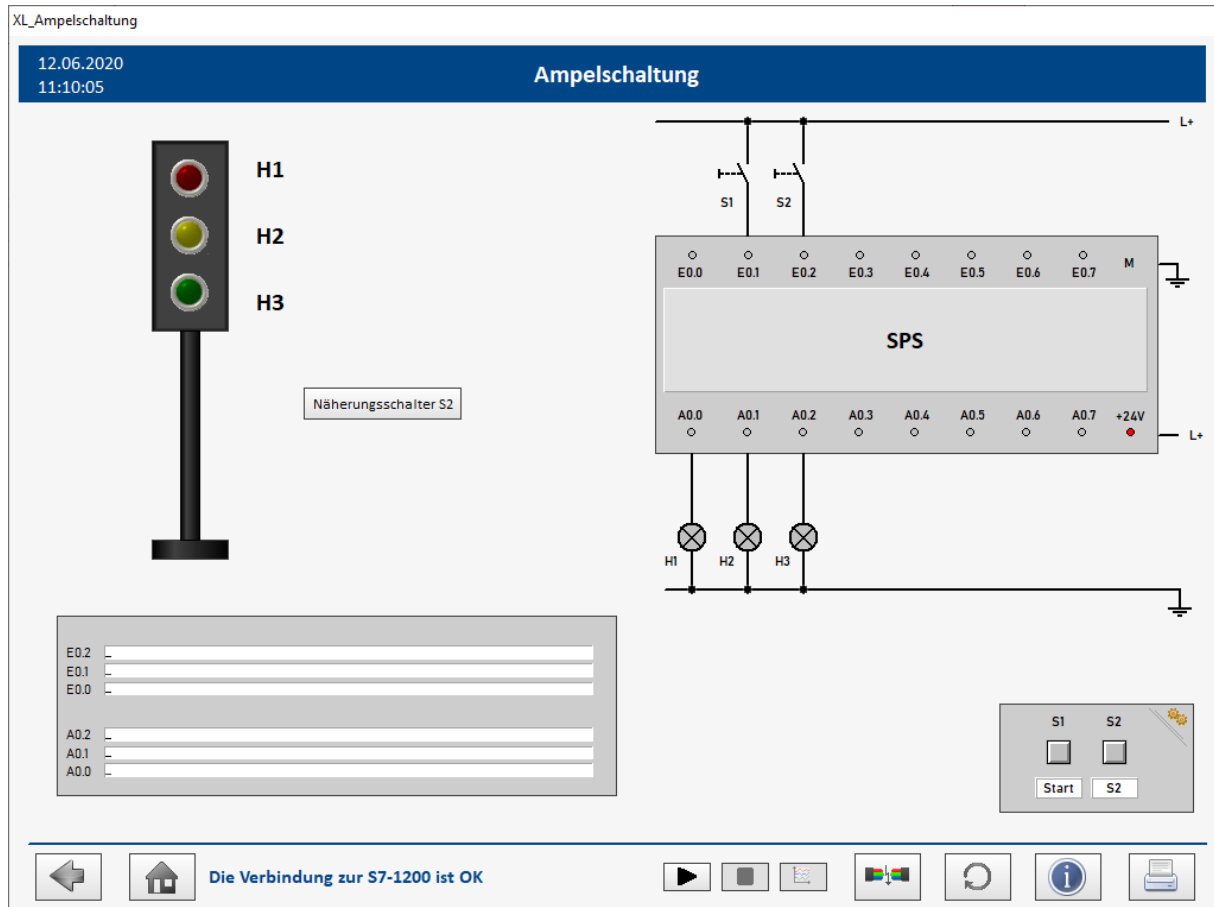 XL_Ampelschaltung
12.06.2020
11:10:05
Ampelschaltung
H1
H2
H3
Näherungsschalter S2
L+
S1 S2
E0.0 E0.1 E0.2 E0.3 E0.4 E0.5 E0.6 E0.7 M
SPS
A0.0 A0.1 A0.2 A0.3 A0.4 A0.5 A0.6 A0.7 +24V
L+
H1 H2 H3
E0.2
E0.1
E0.0
A0.2
A0.1
A0.0
S1 S2
Start S2
Die Verbindung zur S7-1200 ist OK